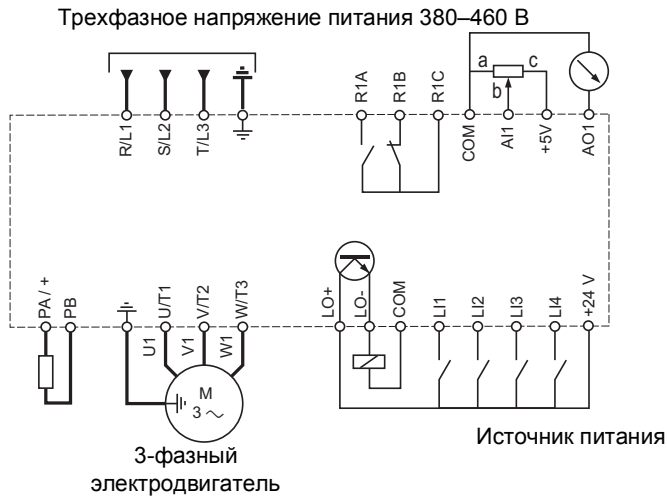 Трехфазное напряжение питания 380–460 В
R/L1 S/L2 T/L3 R1A R1B R1C COM AI1 +5V AO1
a b c
PA / + PB U/T1 V/T2 W/T3 LO+ LO- COM LI1 LI2 LI3 LI4 +24 V
U1 V1 W1
M
3
Источник питания
3-фазный
электродвигатель